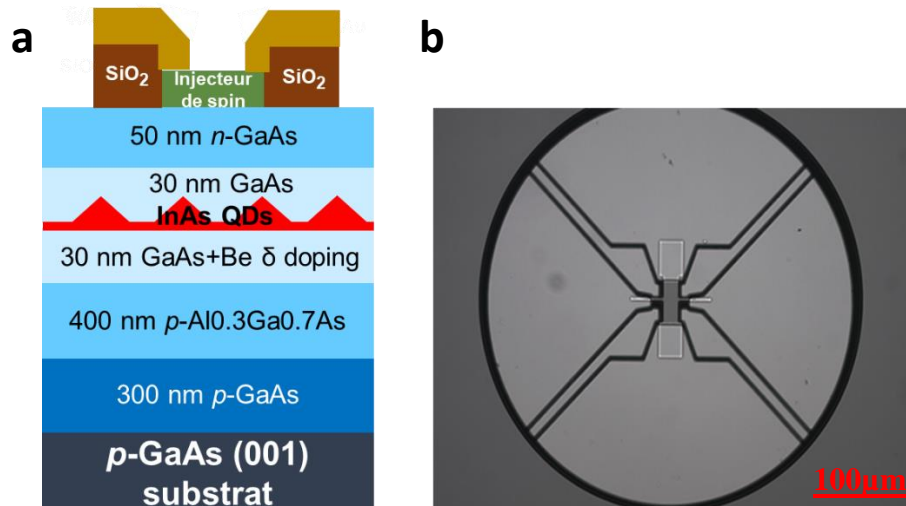 a
b
SiO2
Injecteur
de spin
SiO2
50 nm n-GaAs
30 nm GaAs
InAs QDs
30 nm GaAs+Be δ doping
400 nm p-Al0.3Ga0.7As
300 nm p-GaAs
p-GaAs (001)
substrat
100µm